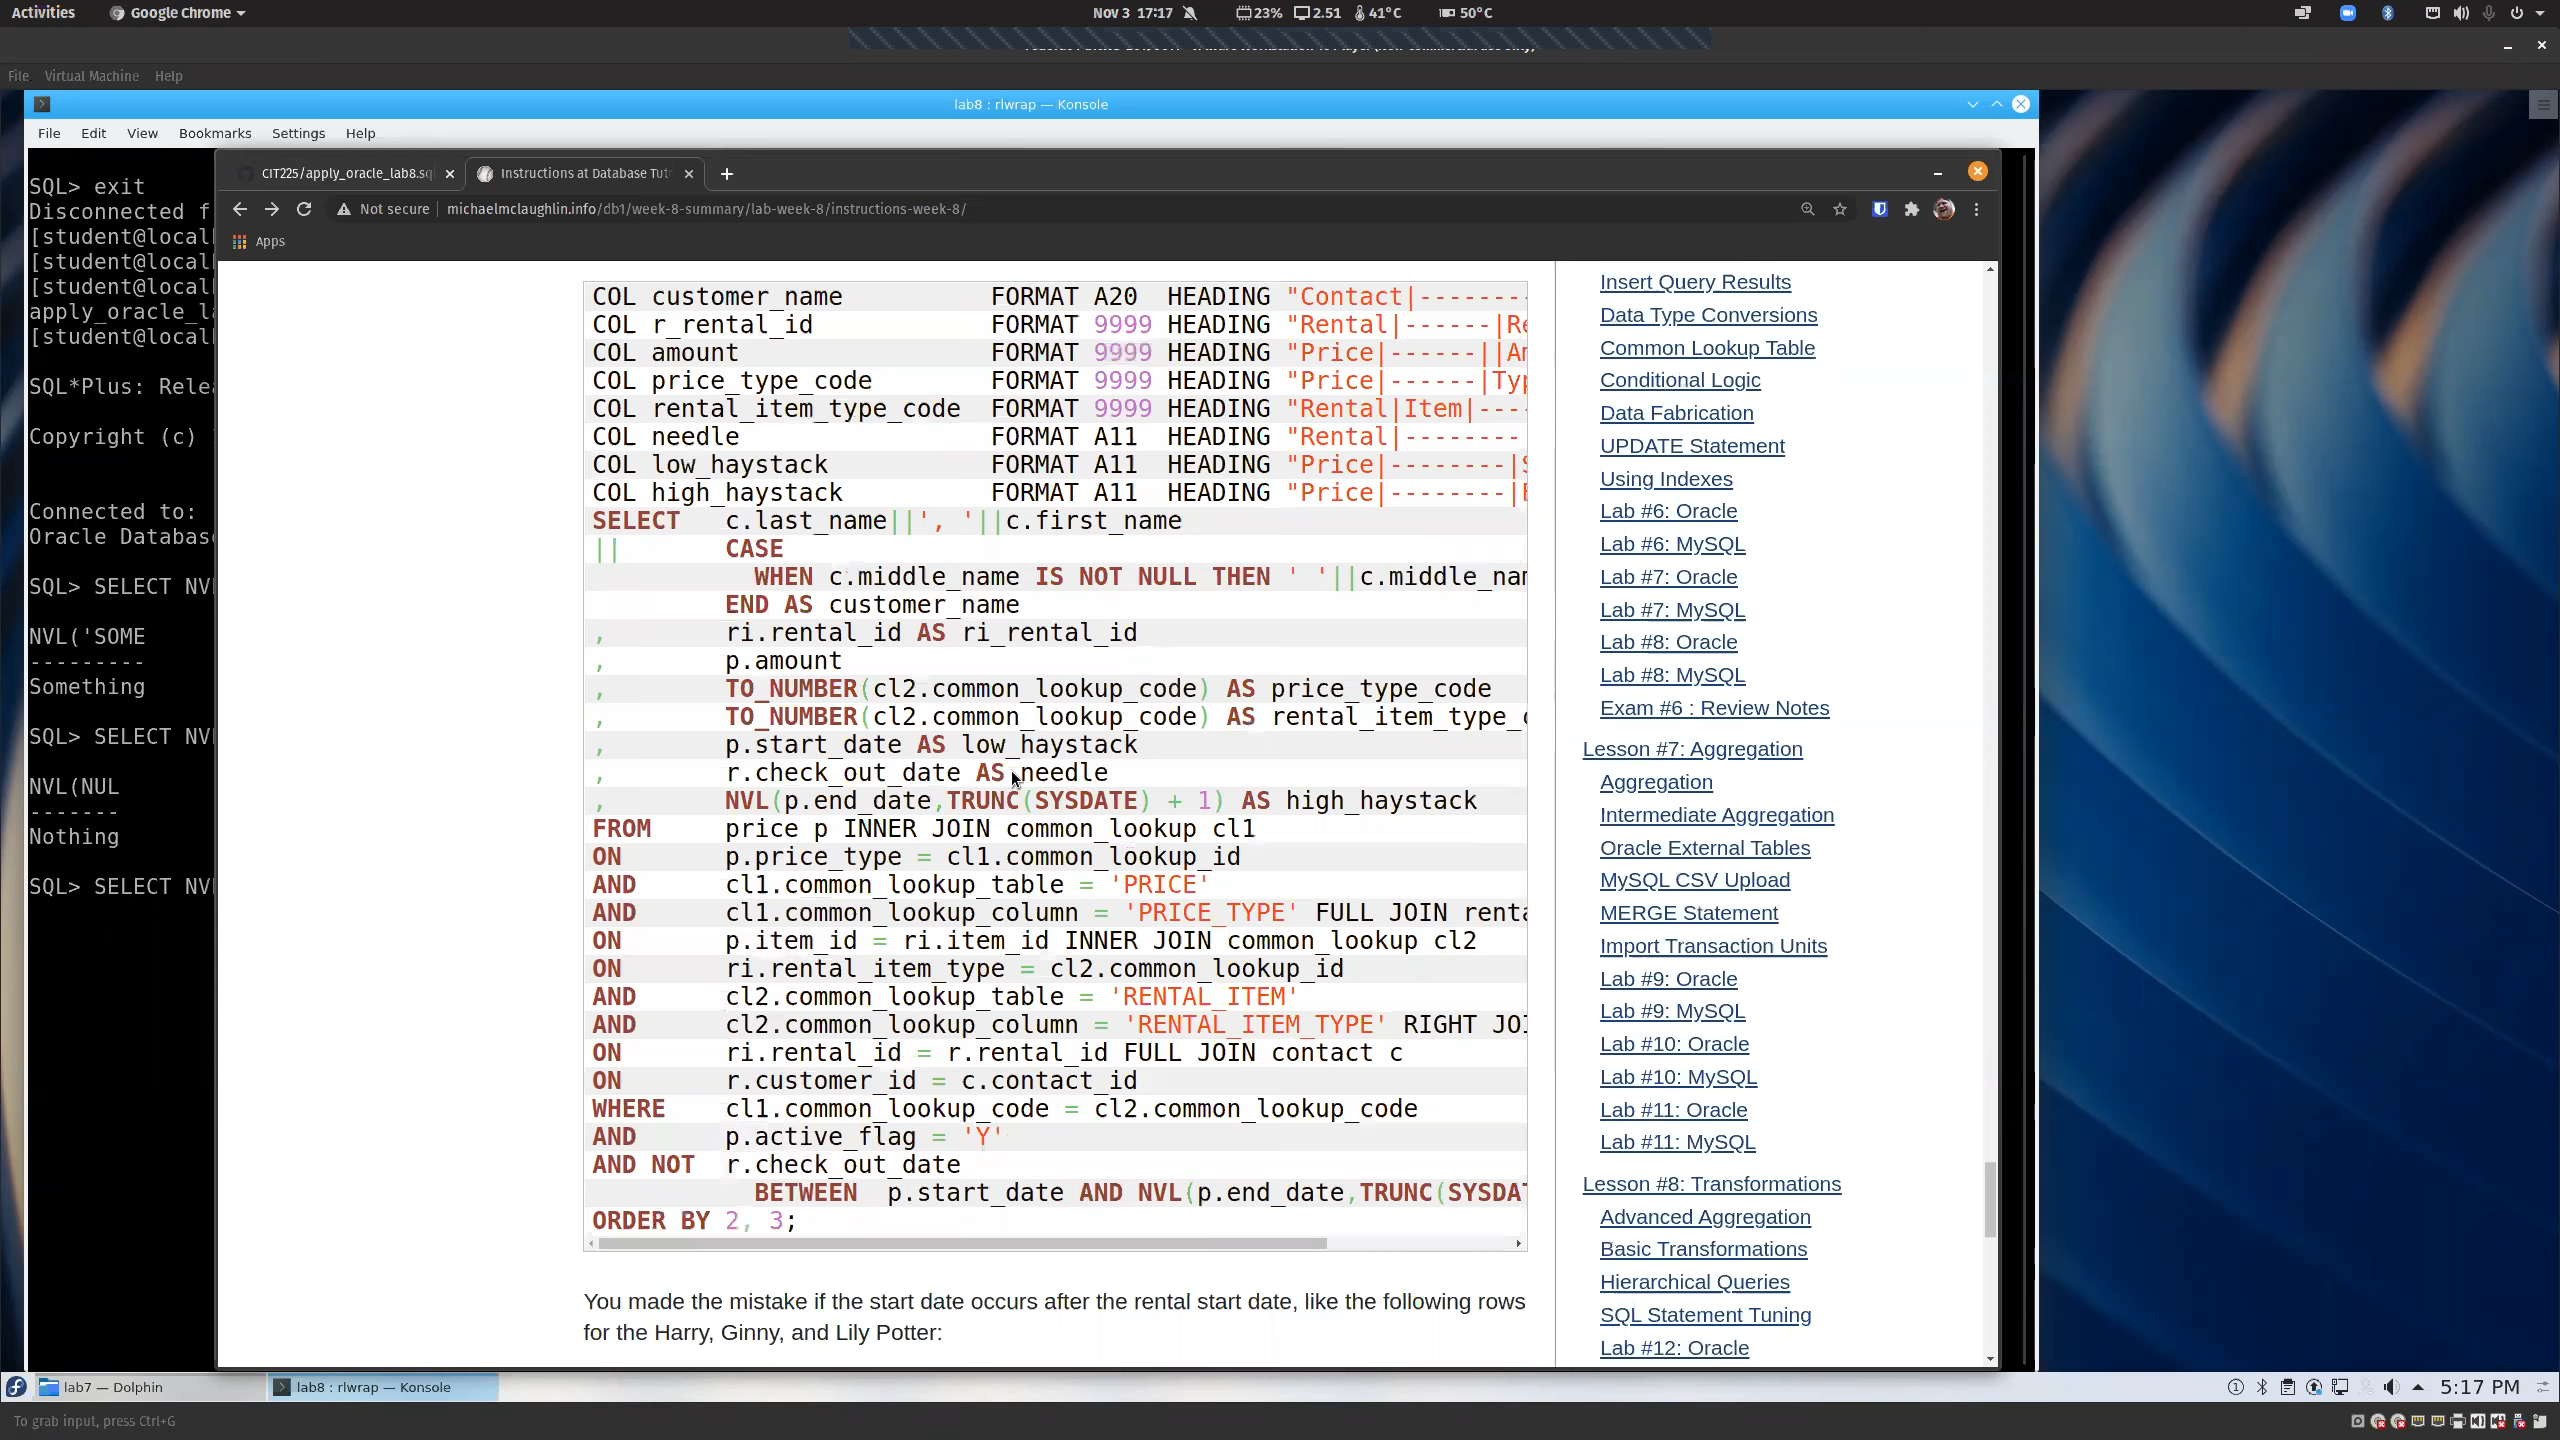 Activities Google Chrome Nov 3 17:17 23% 2.51 41°C 50°C
File Virtual Machine Help
lab8 : rlwrap — Konsole
File Edit View Bookmarks Settings Help
SQL> exit
Disconnected f
[student@local
[student@local
[student@local
apply_oracle_l
[student@local
SQL*Plus: Rele
Copyright (c)
Connected to:
Oracle Database
SQL> SELECT NV
NVL('SOME
---------
Something
SQL> SELECT NV
NVL(NUL
-------
Nothing
SQL> SELECT NV
CIT225/apply_oracle_lab8.sq
Instructions at Database Tut
Not secure michaelmclaughlin.info/db1/week-8-summary/lab-week-8/instructions-week-8/
Apps
COL customer_name FORMAT A20 HEADING "Contact|--------
COL r_rental_id FORMAT 9999 HEADING "Rental|------|Re
COL amount FORMAT 9999 HEADING "Price|------||Am
COL price_type_code FORMAT 9999 HEADING "Price|------|Typ
COL rental_item_type_code FORMAT 9999 HEADING "Rental|Item|----
COL needle FORMAT A11 HEADING "Rental|--------
COL low_haystack FORMAT A11 HEADING "Price|--------|S
COL high_haystack FORMAT A11 HEADING "Price|--------|E
SELECT c.last_name||', '||c.first_name
|| CASE
WHEN c.middle_name IS NOT NULL THEN ' '||c.middle_nam
END AS customer_name
, ri.rental_id AS ri_rental_id
, p.amount
, TO_NUMBER(cl2.common_lookup_code) AS price_type_code
, TO_NUMBER(cl2.common_lookup_code) AS rental_item_type_c
, p.start_date AS low_haystack
, r.check_out_date AS needle
, NVL(p.end_date,TRUNC(SYSDATE) + 1) AS high_haystack
FROM price p INNER JOIN common_lookup cl1
ON p.price_type = cl1.common_lookup_id
AND cl1.common_lookup_table = 'PRICE'
AND cl1.common_lookup_column = 'PRICE_TYPE' FULL JOIN renta
ON p.item_id = ri.item_id INNER JOIN common_lookup cl2
ON ri.rental_item_type = cl2.common_lookup_id
AND cl2.common_lookup_table = 'RENTAL_ITEM'
AND cl2.common_lookup_column = 'RENTAL_ITEM_TYPE' RIGHT JOI
ON ri.rental_id = r.rental_id FULL JOIN contact c
ON r.customer_id = c.contact_id
WHERE cl1.common_lookup_code = cl2.common_lookup_code
AND p.active_flag = 'Y'
AND NOT r.check_out_date
BETWEEN p.start_date AND NVL(p.end_date,TRUNC(SYSDAT
ORDER BY 2, 3;
You made the mistake if the start date occurs after the rental start date, like the following rows
for the Harry, Ginny, and Lily Potter:
Insert Query Results
Data Type Conversions
Common Lookup Table
Conditional Logic
Data Fabrication
UPDATE Statement
Using Indexes
Lab #6: Oracle
Lab #6: MySQL
Lab #7: Oracle
Lab #7: MySQL
Lab #8: Oracle
Lab #8: MySQL
Exam #6 : Review Notes
Lesson #7: Aggregation
Aggregation
Intermediate Aggregation
Oracle External Tables
MySQL CSV Upload
MERGE Statement
Import Transaction Units
Lab #9: Oracle
Lab #9: MySQL
Lab #10: Oracle
Lab #10: MySQL
Lab #11: Oracle
Lab #11: MySQL
Lesson #8: Transformations
Advanced Aggregation
Basic Transformations
Hierarchical Queries
SQL Statement Tuning
Lab #12: Oracle
lab7 — Dolphin lab8 : rlwrap — Konsole 5:17 PM
To grab input, press Ctrl+G